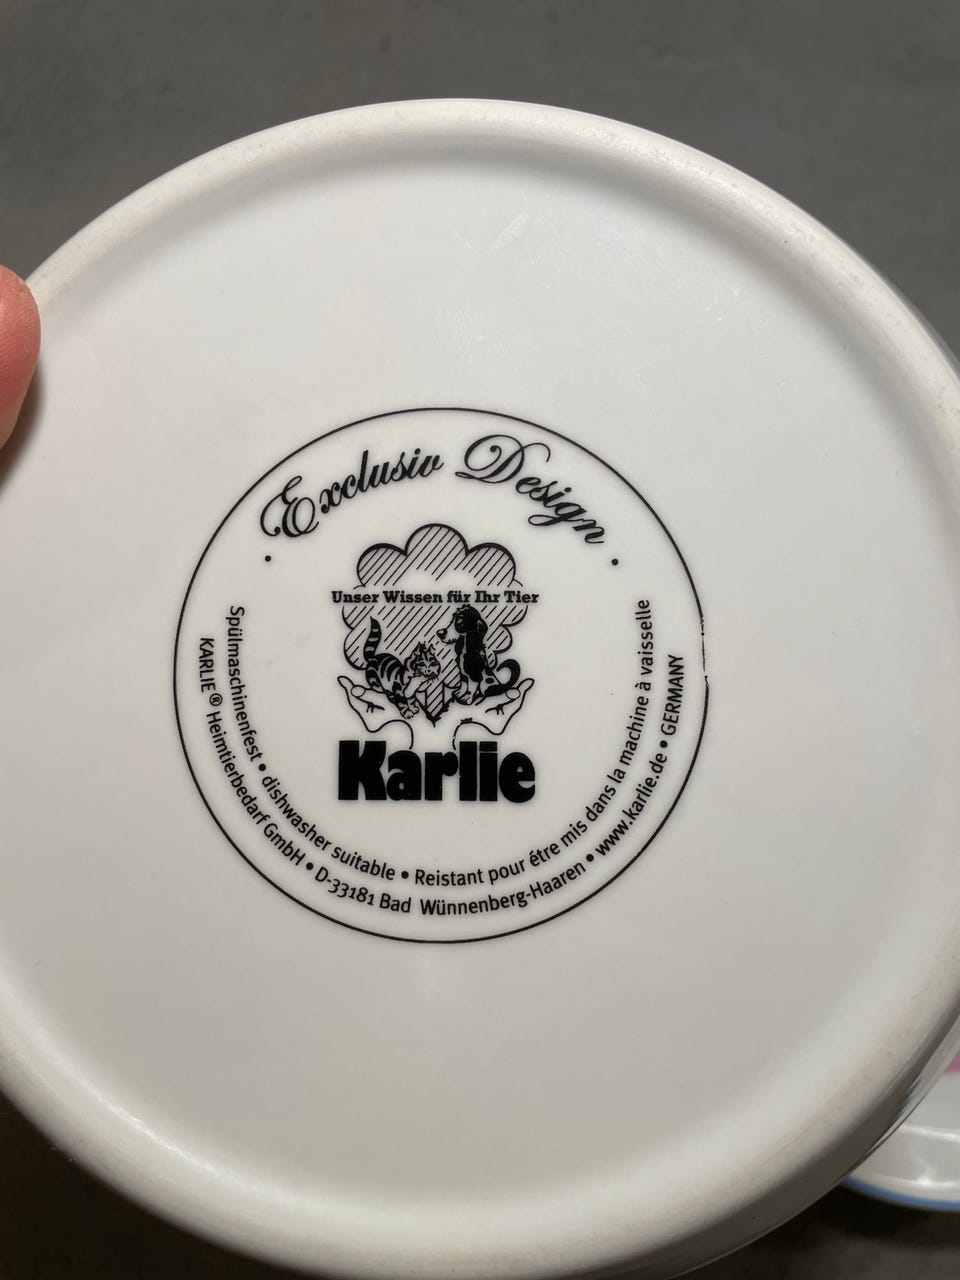 · Exclusiv Design ·
Unser Wissen für Ihr Tier
Karlie
Spülmaschinenfest • dishwasher suitable • Reistant pour étre mis dans la machine à vaisselle
KARLIE® Heimtierbedarf GmbH • D-33181 Bad Wünnenberg-Haaren • www.karlie.de • GERMANY